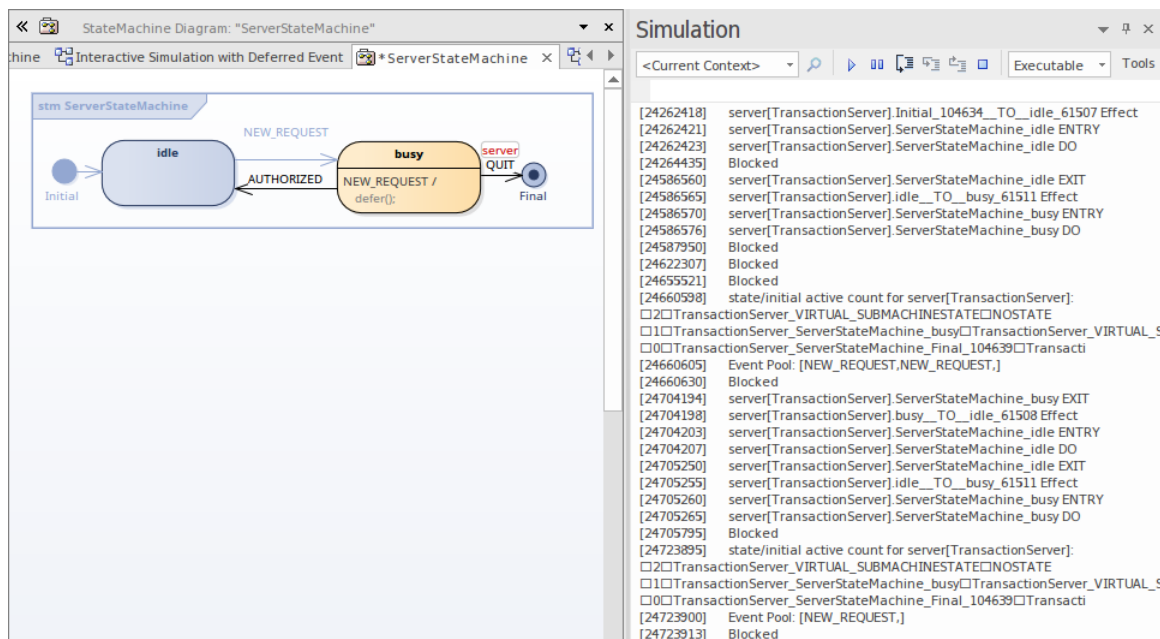 StateMachine Diagram: "ServerStateMachine"
hine
Interactive Simulation with Deferred Event
*ServerStateMachine
stm ServerStateMachine
Initial
idle
NEW_REQUEST
AUTHORIZED
busy
NEW_REQUEST /
defer();
server
QUIT
Final
Simulation
<Current Context>
Executable
Tools
[24262418] server[TransactionServer].Initial_104634__TO__idle_61507 Effect
[24262421] server[TransactionServer].ServerStateMachine_idle ENTRY
[24262423] server[TransactionServer].ServerStateMachine_idle DO
[24264435] Blocked
[24586560] server[TransactionServer].ServerStateMachine_idle EXIT
[24586565] server[TransactionServer].idle__TO__busy_61511 Effect
[24586570] server[TransactionServer].ServerStateMachine_busy ENTRY
[24586576] server[TransactionServer].ServerStateMachine_busy DO
[24587950] Blocked
[24622307] Blocked
[24655521] Blocked
[24660598] state/initial active count for server[TransactionServer]:
□2□TransactionServer_VIRTUAL_SUBMACHINESTATE□NOSTATE
□1□TransactionServer_ServerStateMachine_busy□TransactionServer_VIRTUAL_S
□0□TransactionServer_ServerStateMachine_Final_104639□Transacti
[24660605] Event Pool: [NEW_REQUEST,NEW_REQUEST,]
[24660630] Blocked
[24704194] server[TransactionServer].ServerStateMachine_busy EXIT
[24704198] server[TransactionServer].busy__TO__idle_61508 Effect
[24704203] server[TransactionServer].ServerStateMachine_idle ENTRY
[24704207] server[TransactionServer].ServerStateMachine_idle DO
[24705250] server[TransactionServer].ServerStateMachine_idle EXIT
[24705255] server[TransactionServer].idle__TO__busy_61511 Effect
[24705260] server[TransactionServer].ServerStateMachine_busy ENTRY
[24705265] server[TransactionServer].ServerStateMachine_busy DO
[24705795] Blocked
[24723895] state/initial active count for server[TransactionServer]:
□2□TransactionServer_VIRTUAL_SUBMACHINESTATE□NOSTATE
□1□TransactionServer_ServerStateMachine_busy□TransactionServer_VIRTUAL_S
□0□TransactionServer_ServerStateMachine_Final_104639□Transacti
[24723900] Event Pool: [NEW_REQUEST,]
[24723913] Blocked